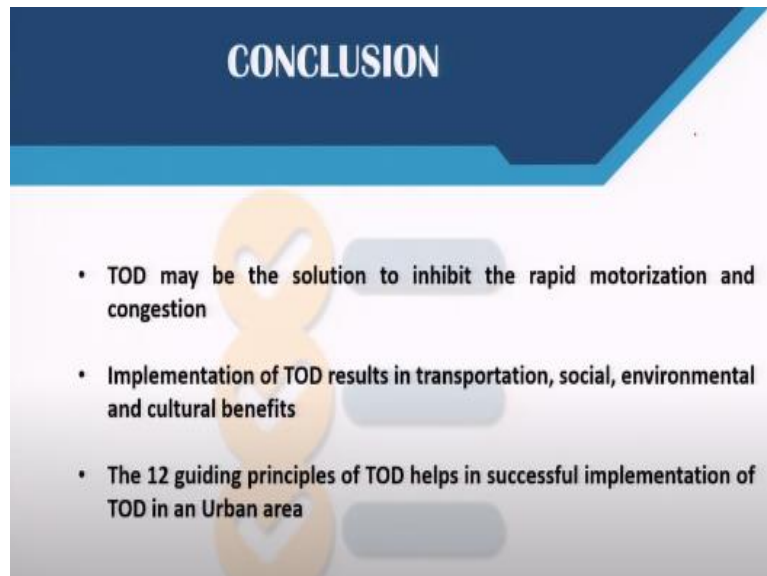 CONCLUSION
• TOD may be the solution to inhibit the rapid motorization and
congestion
• Implementation of TOD results in transportation, social, environmental
and cultural benefits
• The 12 guiding principles of TOD helps in successful implementation of
TOD in an Urban area